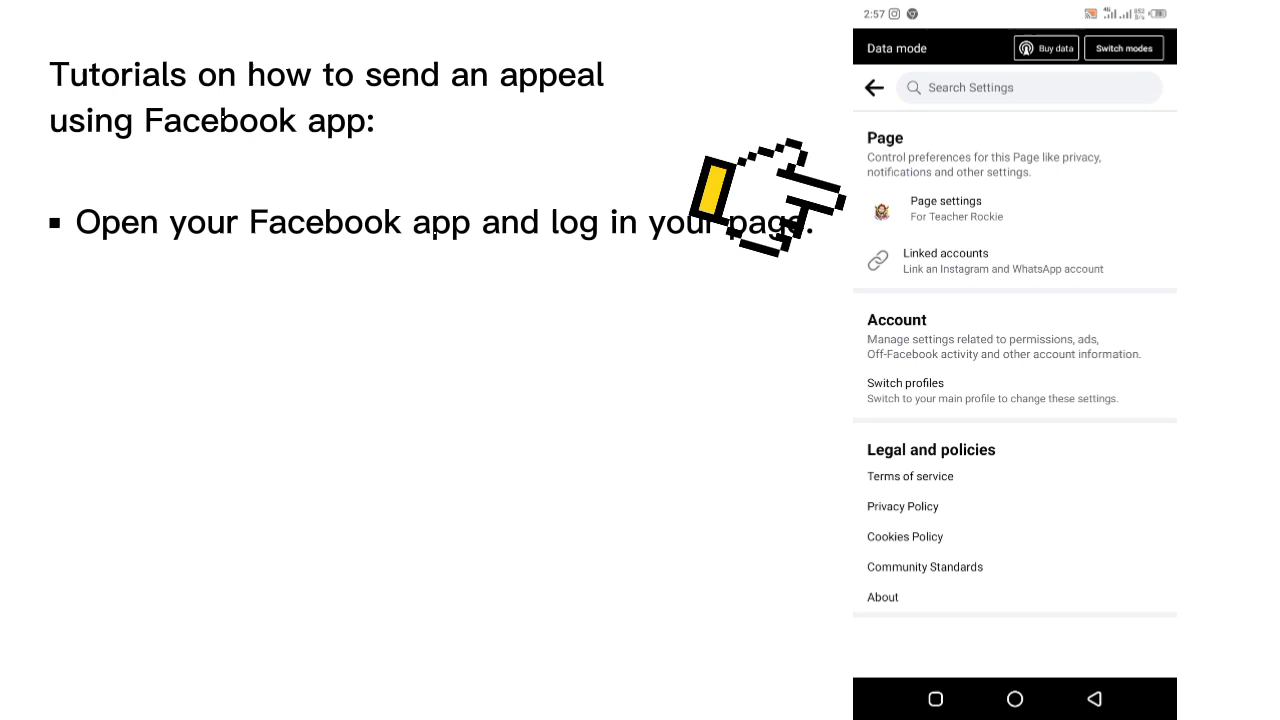 Tutorials on how to send an appeal
using Facebook app:
▪ Open your Facebook app and log in your page.
2:57
4G 852 B/s
Data mode
Buy data
Switch modes
Search Settings
Page
Control preferences for this Page like privacy,
notifications and other settings.
Page settings
For Teacher Rockie
Linked accounts
Link an Instagram and WhatsApp account
Account
Manage settings related to permissions, ads,
Off-Facebook activity and other account information.
Switch profiles
Switch to your main profile to change these settings.
Legal and policies
Terms of service
Privacy Policy
Cookies Policy
Community Standards
About